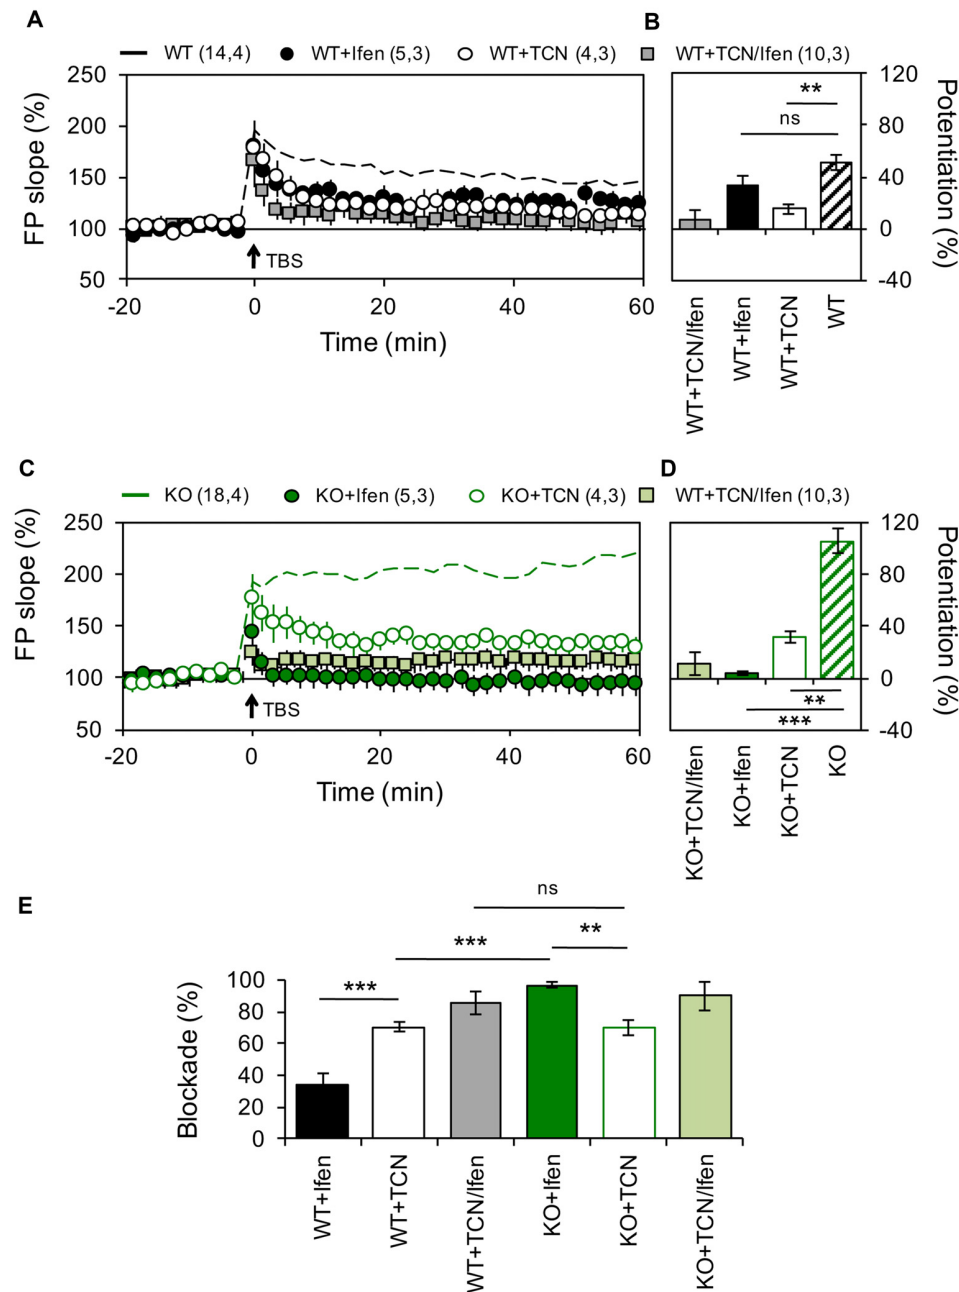 A
B
WT (14,4) WT+Ifen (5,3) WT+TCN (4,3) WT+TCN/Ifen (10,3)
FP slope (%)
250
200
150
100
50
TBS
-20 0 20 40 60
Time (min)
**
ns
120
80
40
0
-40
Potentiation (%)
WT+TCN/Ifen
WT+Ifen
WT+TCN
WT
C
D
KO (18,4) KO+Ifen (5,3) KO+TCN (4,3) WT+TCN/Ifen (10,3)
FP slope (%)
250
200
150
100
50
TBS
-20 0 20 40 60
Time (min)
120
80
40
0
-40
Potentiation (%)
**
***
KO+TCN/Ifen
KO+Ifen
KO+TCN
KO
E
ns
*** **
***
Blockade (%)
100
80
60
40
20
0
WT+Ifen
WT+TCN
WT+TCN/Ifen
KO+Ifen
KO+TCN
KO+TCN/Ifen